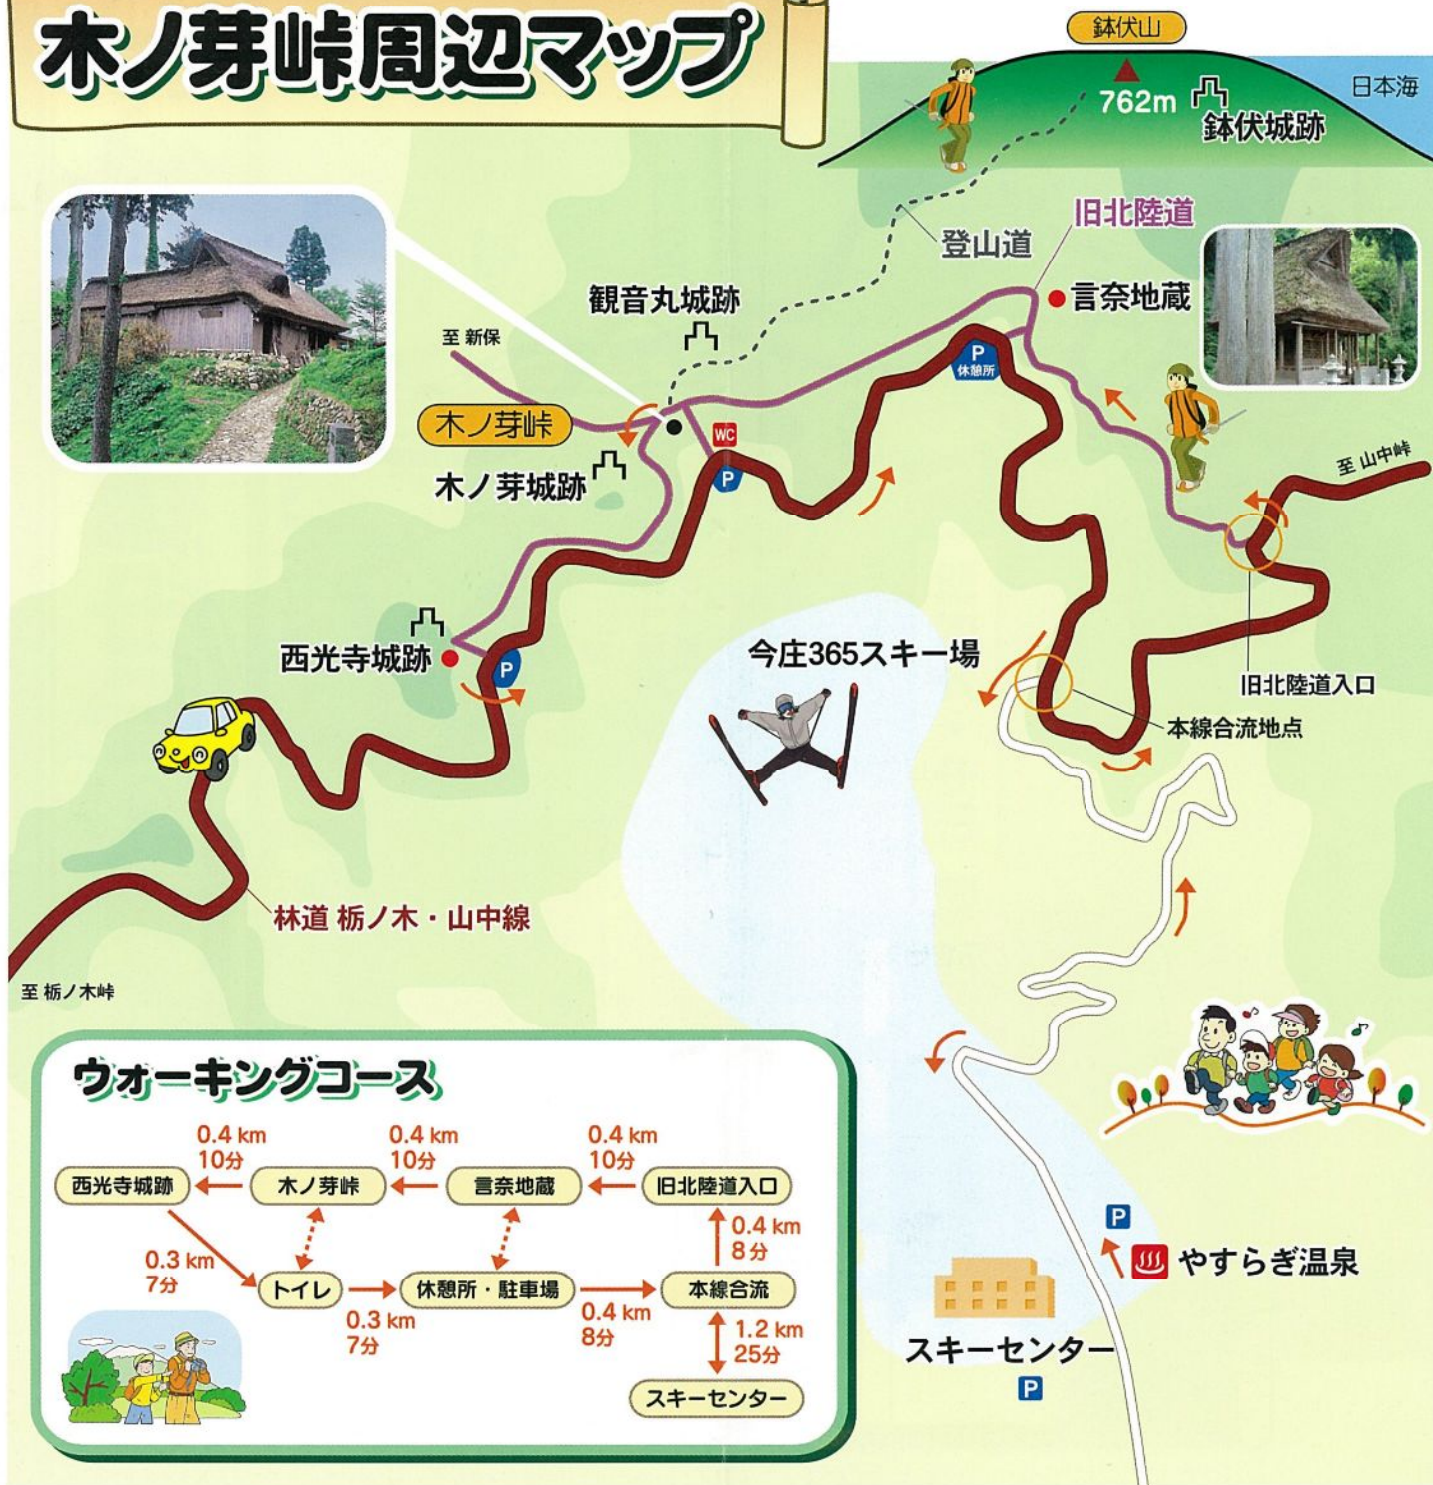 木ノ芽峠周辺マップ
鉢伏山
日本海
762m
鉢伏城跡
旧北陸道
登山道
言奈地蔵
観音丸城跡
至 新保
P
休憩所
木ノ芽峠
WC
P
木ノ芽城跡
至 山中峠
西光寺城跡
P
今庄365スキー場
旧北陸道入口
本線合流地点
林道 栃ノ木・山中線
至 栃ノ木峠
P
やすらぎ温泉
スキーセンター
P
ウォーキングコース
0.4 km
10分
0.4 km
10分
0.4 km
10分
西光寺城跡
木ノ芽峠
言奈地蔵
旧北陸道入口
0.3 km
7分
0.4 km
8分
トイレ
休憩所・駐車場
本線合流
0.3 km
7分
0.4 km
8分
1.2 km
25分
スキーセンター